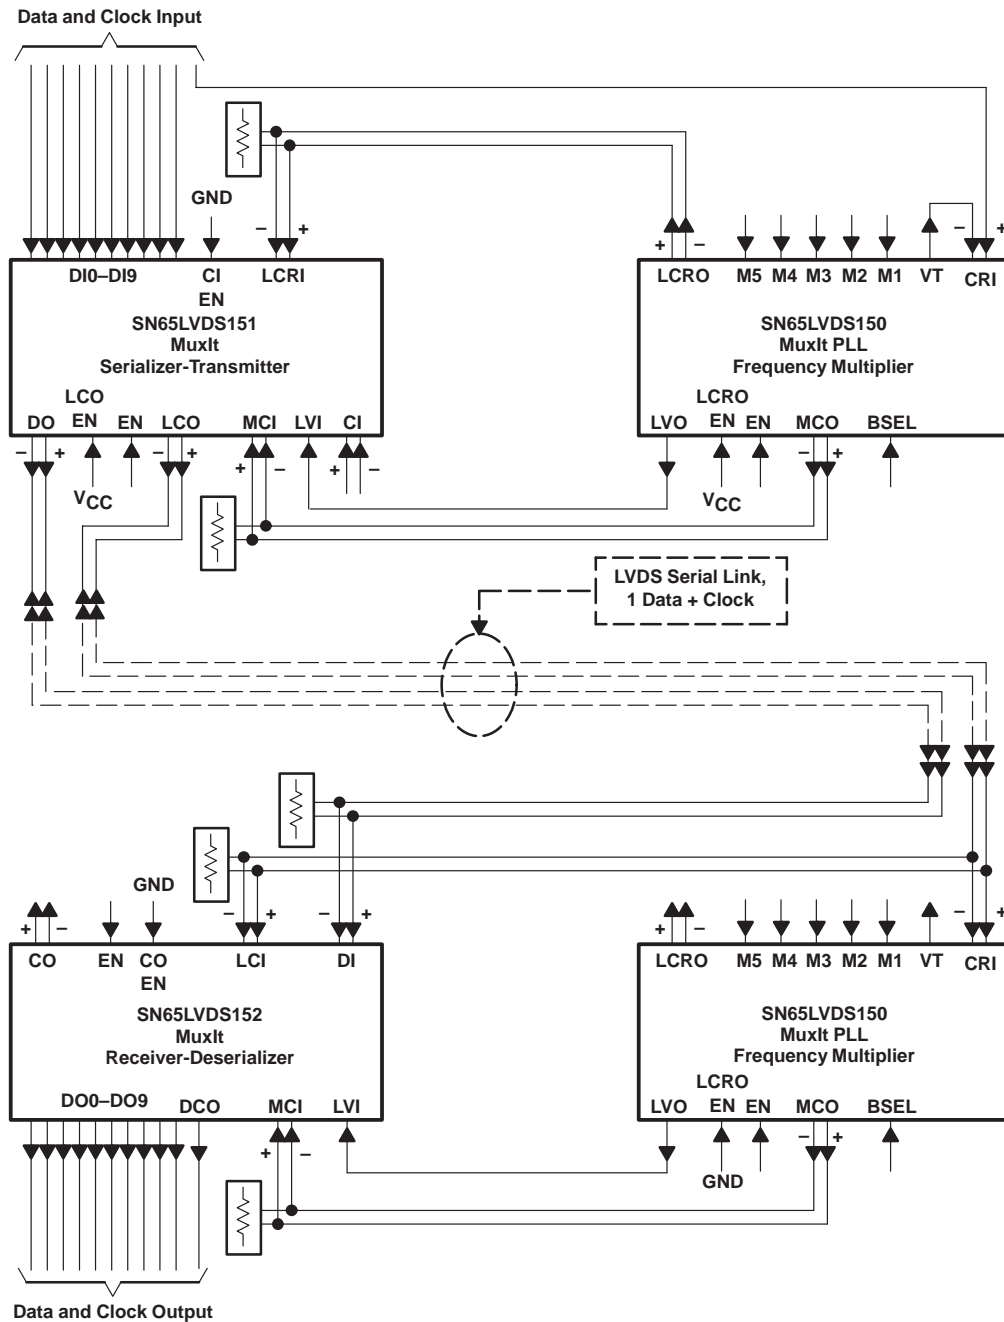 Data and Clock Input
GND
– +
+ –
– +
DI0–DI9 CI EN LCRI
SN65LVDS151
MuxIt
Serializer-Transmitter
DO LCO EN EN LCO MCI LVI CI
– + – + + – + –
VCC
LCRO M5 M4 M3 M2 M1 VT CRI
SN65LVDS150
MuxIt PLL
Frequency Multiplier
LVO LCRO EN EN MCO BSEL
– +
VCC
LVDS Serial Link,
1 Data + Clock
GND
+ – – + – +
CO EN CO EN LCI DI
SN65LVDS152
MuxIt
Receiver-Deserializer
DO0–DO9 DCO MCI LVI
+ –
+ – – +
LCRO M5 M4 M3 M2 M1 VT CRI
SN65LVDS150
MuxIt PLL
Frequency Multiplier
LVO LCRO EN EN MCO BSEL
– +
GND
Data and Clock Output